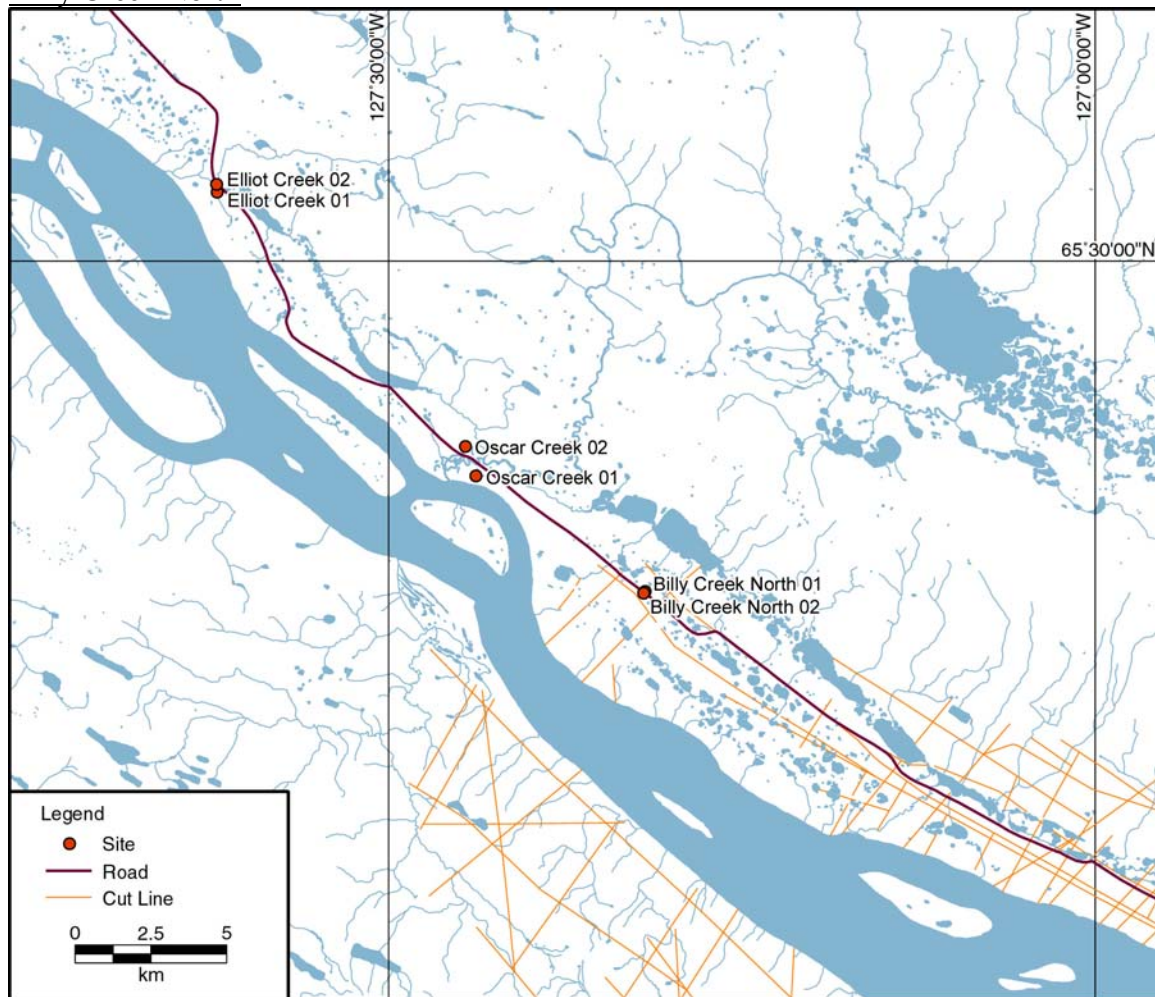 127°30'00"W
127°00'00"W
Elliot Creek 02
Elliot Creek 01
65°30'00"N
Oscar Creek 02
Oscar Creek 01
Billy Creek North 01
Billy Creek North 02
Legend
Site
Road
Cut Line
0 2.5 5
km